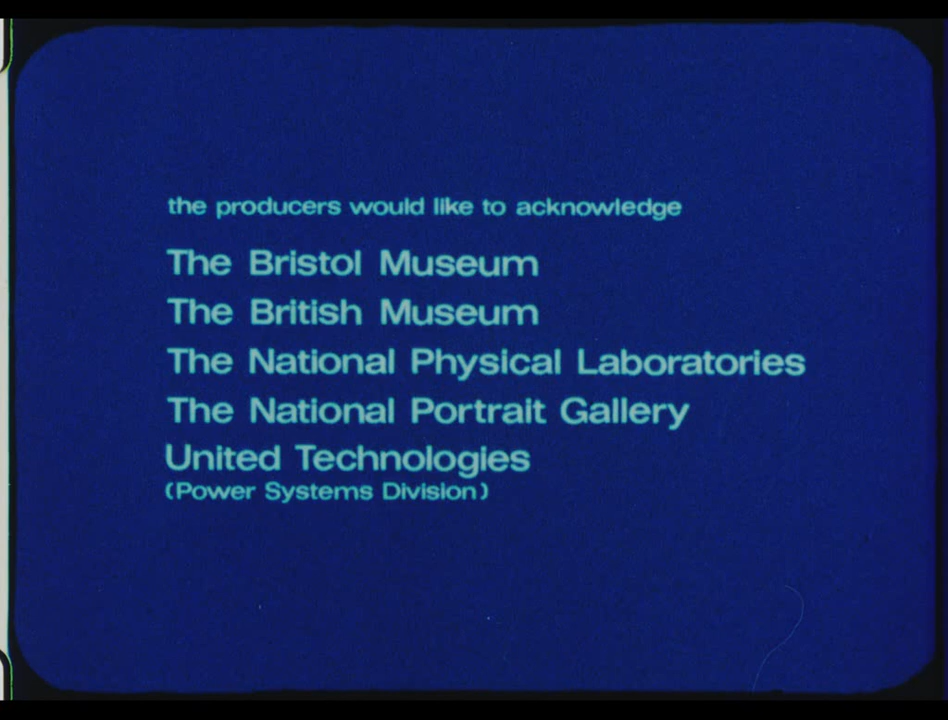 the producers would like to acknowledge
The Bristol Museum
The British Museum
The National Physical Laboratories
The National Portrait Gallery
United Technologies
(Power Systems Division)